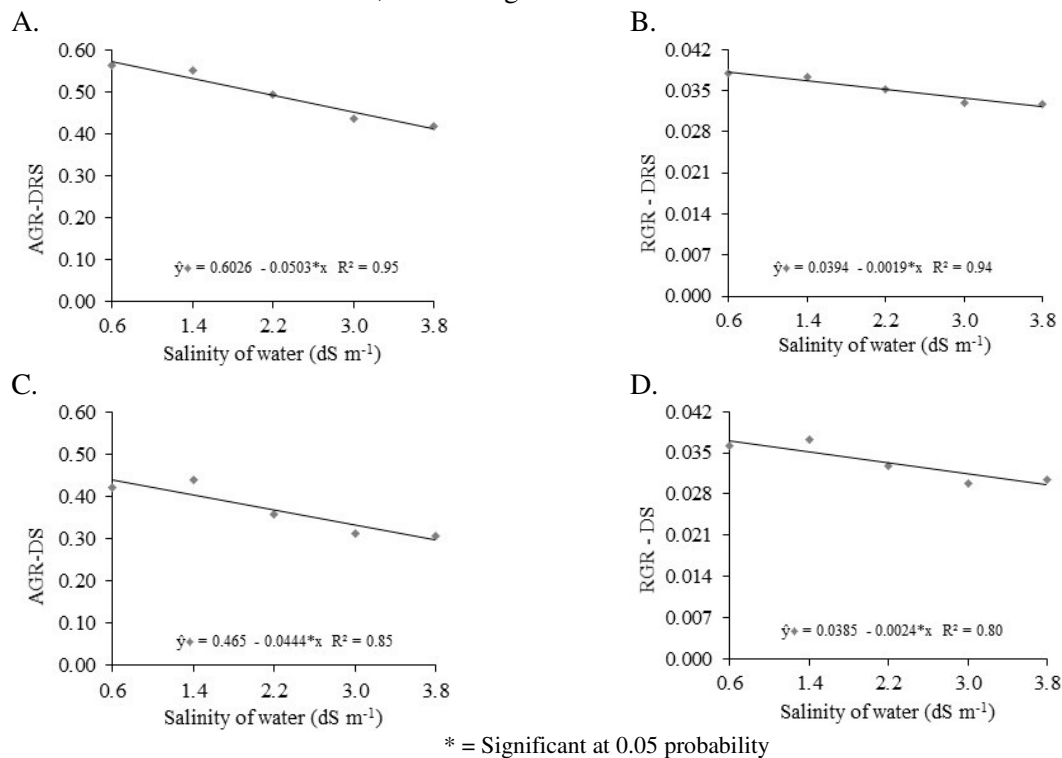 A.
0.60
0.50
0.40
0.30
0.20
0.10
0.00
AGR-DRS
ŷ = 0.6026 - 0.0503*x R² = 0.95
0.6 1.4 2.2 3.0 3.8
Salinity of water (dS m⁻¹)
B.
0.042
0.035
0.028
0.021
0.014
0.007
0.000
RGR - DRS
ŷ = 0.0394 - 0.0019*x R² = 0.94
0.6 1.4 2.2 3.0 3.8
Salinity of water (dS m⁻¹)
C.
0.60
0.50
0.40
0.30
0.20
0.10
0.00
AGR-DS
ŷ = 0.465 - 0.0444*x R² = 0.85
0.6 1.4 2.2 3.0 3.8
Salinity of water (dS m⁻¹)
D.
0.042
0.035
0.028
0.021
0.014
0.007
0.000
RGR - DS
ŷ = 0.0385 - 0.0024*x R² = 0.80
0.6 1.4 2.2 3.0 3.8
Salinity of water (dS m⁻¹)
* = Significant at 0.05 probability